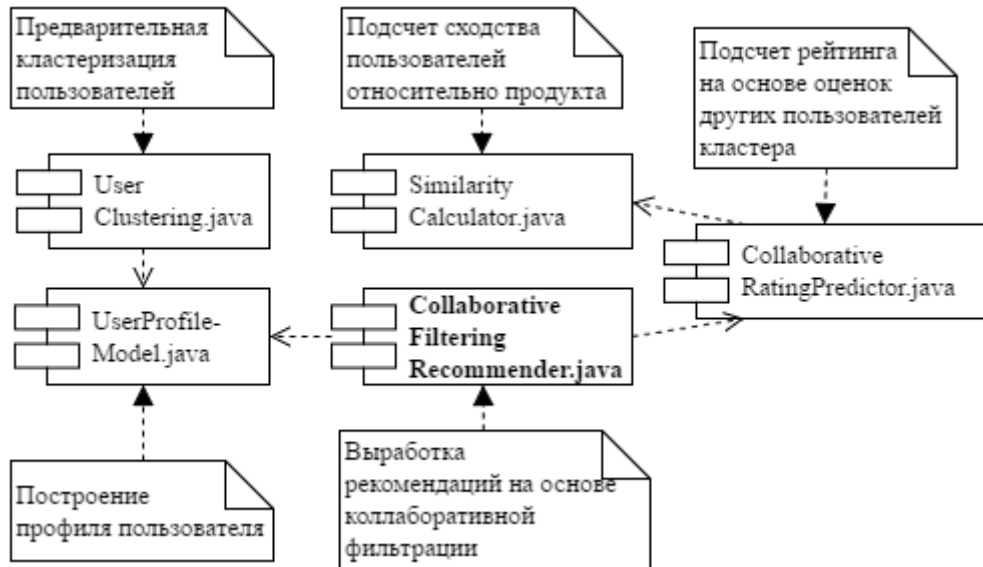 Предварительная
кластеризация
пользователей
Подсчет сходства
пользователей
относительно продукта
Подсчет рейтинга
на основе оценок
других пользователей
кластера
User
Clustering.java
Similarity
Calculator.java
Collaborative
RatingPredictor.java
UserProfile-
Model.java
Collaborative
Filtering
Recommender.java
Построение
профиля пользователя
Выработка
рекомендаций на основе
коллаборативной
фильтрации